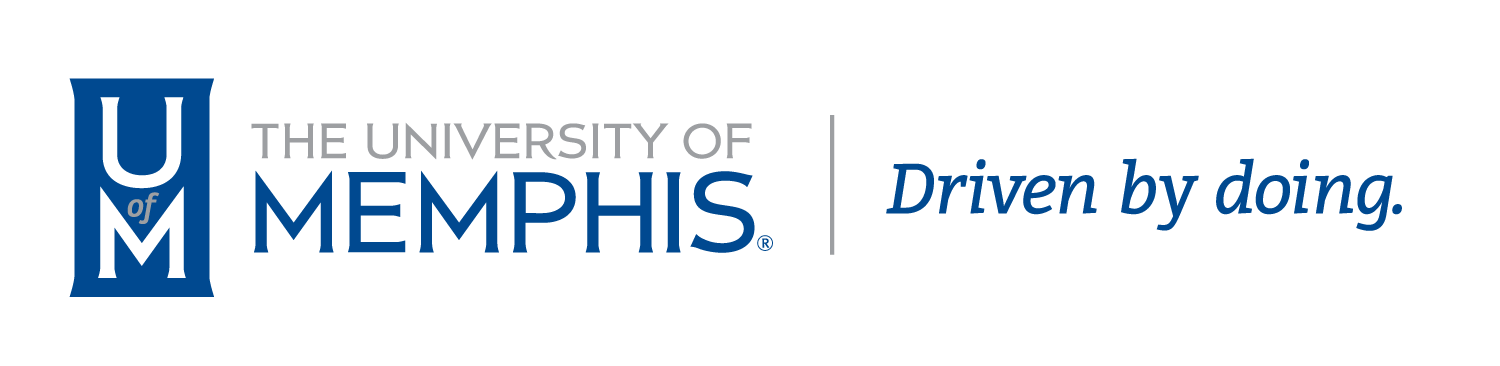 U
of
M
THE UNIVERSITY OF
MEMPHIS®
Driven by doing.